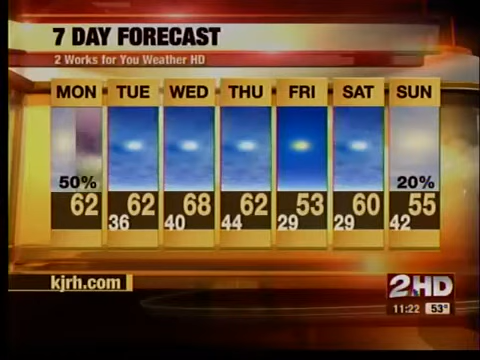 7 DAY FORECAST
2 Works for You Weather HD
MON TUE WED THU FRI SAT SUN
50% 20%
62 62 68 62 53 60 55
36 40 44 29 29 42
kjrh.com
2HD
11:22 53°